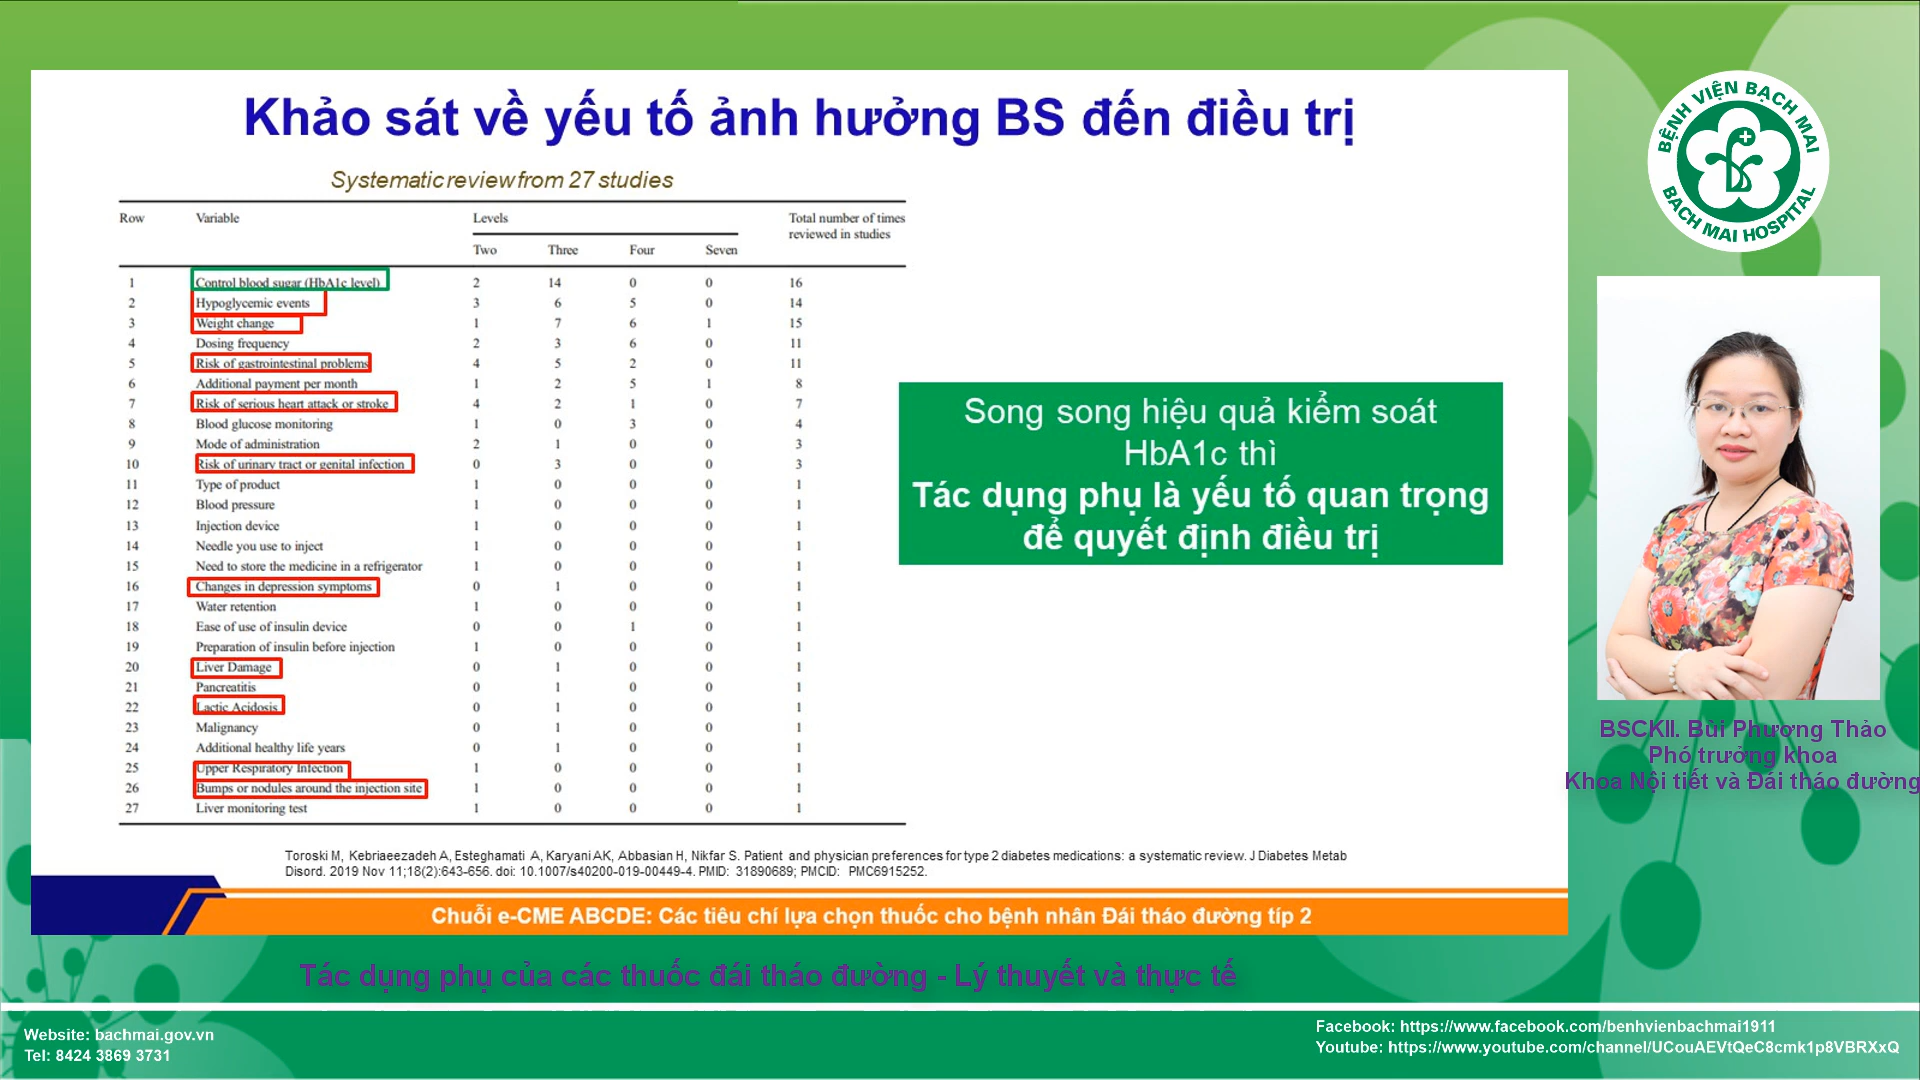 Khảo sát về yếu tố ảnh hưởng BS đến điều trị
Systematic review from 27 studies
Row Variable Levels Total number of times
reviewed in studies
Two Three Four Seven
1 Control blood sugar (HbA1c level) 2 14 0 0 16
2 Hypoglycemic events 3 6 5 0 14
3 Weight change 1 7 6 1 15
4 Dosing frequency 2 3 6 0 11
5 Risk of gastrointestinal problems 4 5 2 0 11
6 Additional payment per month 1 2 5 1 8
7 Risk of serious heart attack or stroke 4 2 1 0 7
8 Blood glucose monitoring 1 0 3 0 4
9 Mode of administration 2 1 0 0 3
10 Risk of urinary tract or genital infection 0 3 0 0 3
11 Type of product 1 0 0 0 1
12 Blood pressure 1 0 0 0 1
13 Injection device 1 0 0 0 1
14 Needle you use to inject 1 0 0 0 1
15 Need to store the medicine in a refrigerator 1 0 0 0 1
16 Changes in depression symptoms 0 1 0 0 1
17 Water retention 1 0 0 0 1
18 Ease of use of insulin device 0 0 1 0 1
19 Preparation of insulin before injection 1 0 0 0 1
20 Liver Damage 0 1 0 0 1
21 Pancreatitis 0 1 0 0 1
22 Lactic Acidosis 0 1 0 0 1
23 Malignancy 0 1 0 0 1
24 Additional healthy life years 0 1 0 0 1
25 Upper Respiratory Infection 1 0 0 0 1
26 Bumps or nodules around the injection site 1 0 0 0 1
27 Liver monitoring test 1 0 0 0 1
Song song hiệu quả kiểm soát
HbA1c thì
Tác dụng phụ là yếu tố quan trọng
để quyết định điều trị
Toroski M, Kebriaeezadeh A, Esteghamati A, Karyani AK, Abbasian H, Nikfar S. Patient and physician preferences for type 2 diabetes medications: a systematic review. J Diabetes Metab
Disord. 2019 Nov 11;18(2):643-656. doi: 10.1007/s40200-019-00449-4. PMID: 31890689; PMCID: PMC6915252.
Chuỗi e-CME ABCDE: Các tiêu chí lựa chọn thuốc cho bệnh nhân Đái tháo đường típ 2
BỆNH VIỆN BẠCH MAI
BACH MAI HOSPITAL
BSCKII. Bùi Phương Thảo
Phó trưởng khoa
Khoa Nội tiết và Đái tháo đường
Tác dụng phụ của các thuốc đái tháo đường - Lý thuyết và thực tế
Website: bachmai.gov.vn
Tel: 8424 3869 3731
Facebook: https://www.facebook.com/benhvienbachmai1911
Youtube: https://www.youtube.com/channel/UCouAEVtQeC8cmk1p8VBRXxQ